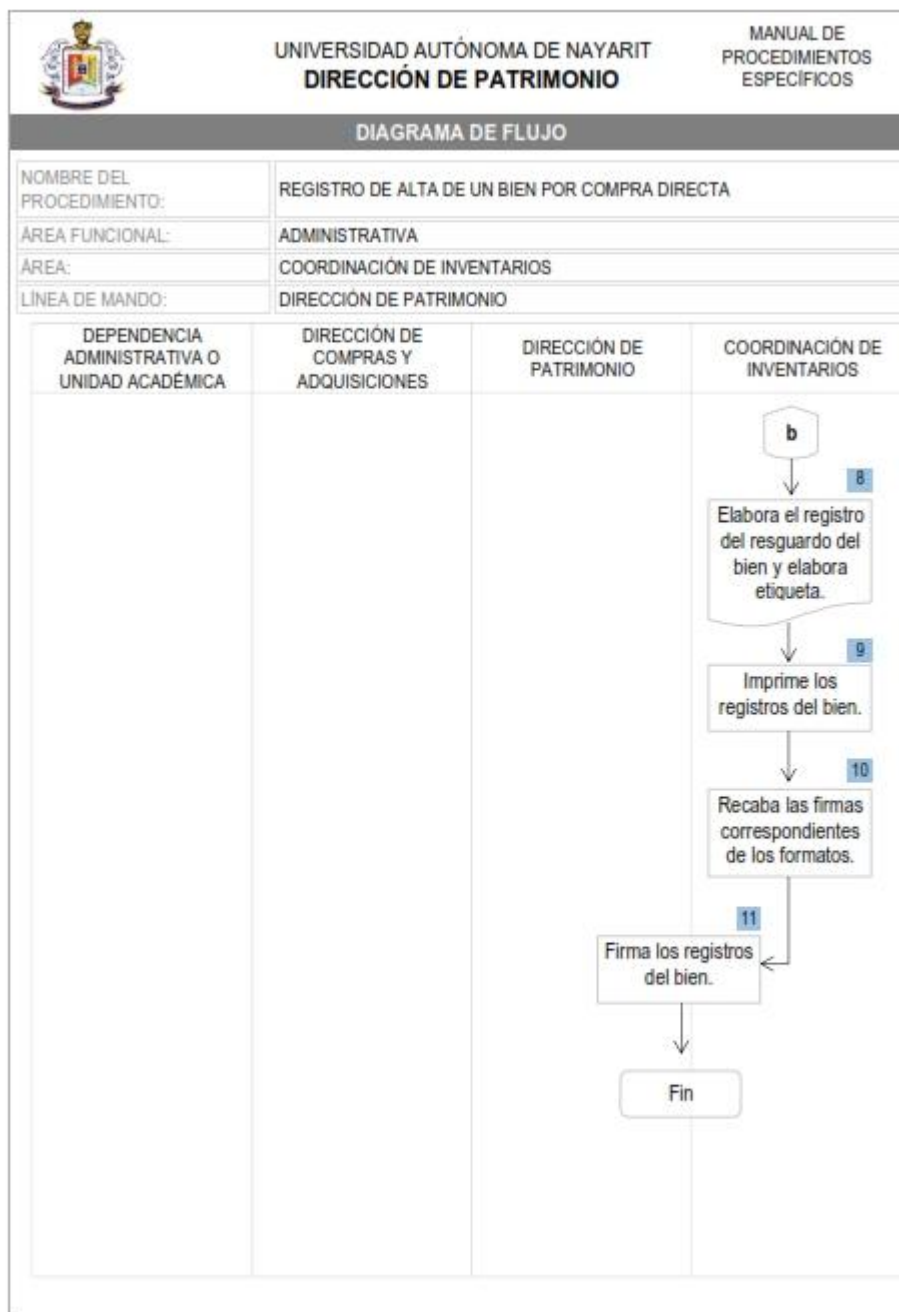 UNIVERSIDAD AUTÓNOMA DE NAYARIT
DIRECCIÓN DE PATRIMONIO
MANUAL DE
PROCEDIMIENTOS
ESPECÍFICOS
DIAGRAMA DE FLUJO
NOMBRE DEL
PROCEDIMIENTO:
REGISTRO DE ALTA DE UN BIEN POR COMPRA DIRECTA
ÁREA FUNCIONAL:
ADMINISTRATIVA
ÁREA:
COORDINACIÓN DE INVENTARIOS
LÍNEA DE MANDO:
DIRECCIÓN DE PATRIMONIO
DEPENDENCIA
ADMINISTRATIVA O
UNIDAD ACADÉMICA
DIRECCIÓN DE
COMPRAS Y
ADQUISICIONES
DIRECCIÓN DE
PATRIMONIO
COORDINACIÓN DE
INVENTARIOS
b
8
Elabora el registro
del resguardo del
bien y elabora
etiqueta.
9
Imprime los
registros del bien.
10
Recaba las firmas
correspondientes
de los formatos.
11
Firma los registros
del bien.
Fin